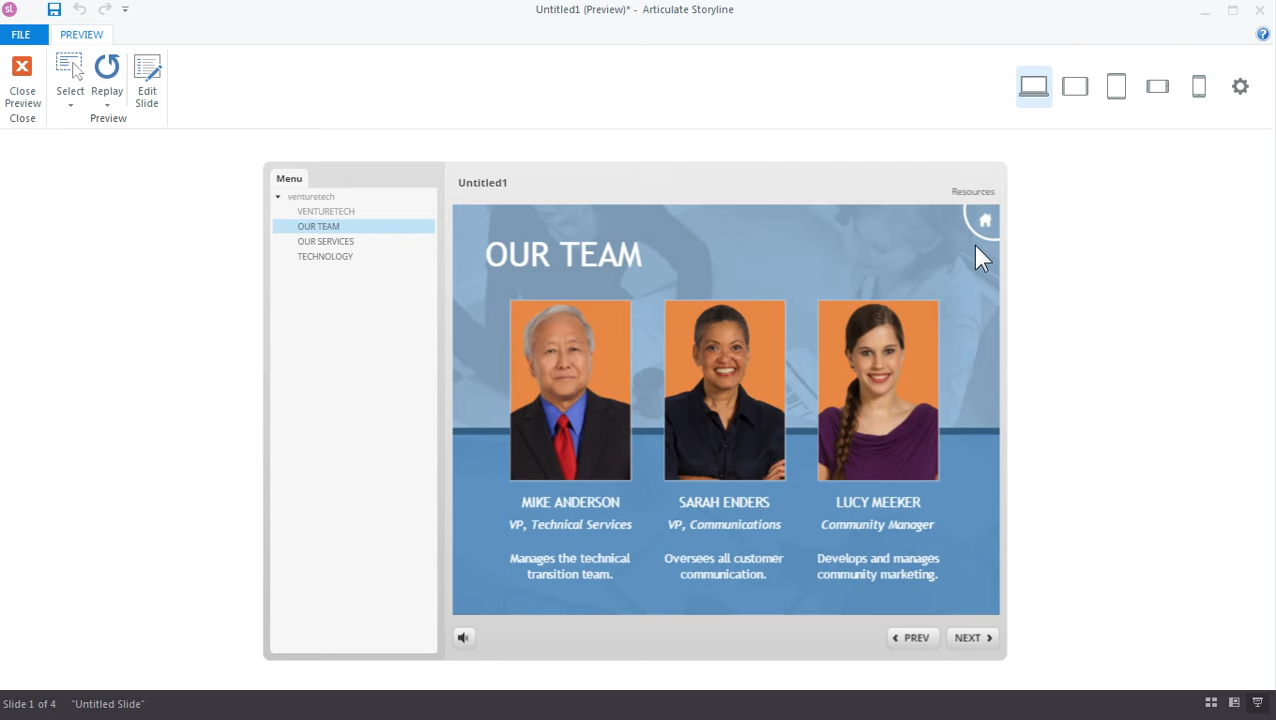 sL
Untitled1 (Preview)* - Articulate Storyline
FILE
PREVIEW
?
Close
Preview
Select
Replay
Edit
Slide
Close
Preview
Menu
venturetech
VENTURETECH
OUR TEAM
OUR SERVICES
TECHNOLOGY
Untitled1
Resources
OUR TEAM
MIKE ANDERSON
VP, Technical Services
Manages the technical
transition team.
SARAH ENDERS
VP, Communications
Oversees all customer
communication.
LUCY MEEKER
Community Manager
Develops and manages
community marketing.
PREV
NEXT
Slide 1 of 4
"Untitled Slide"